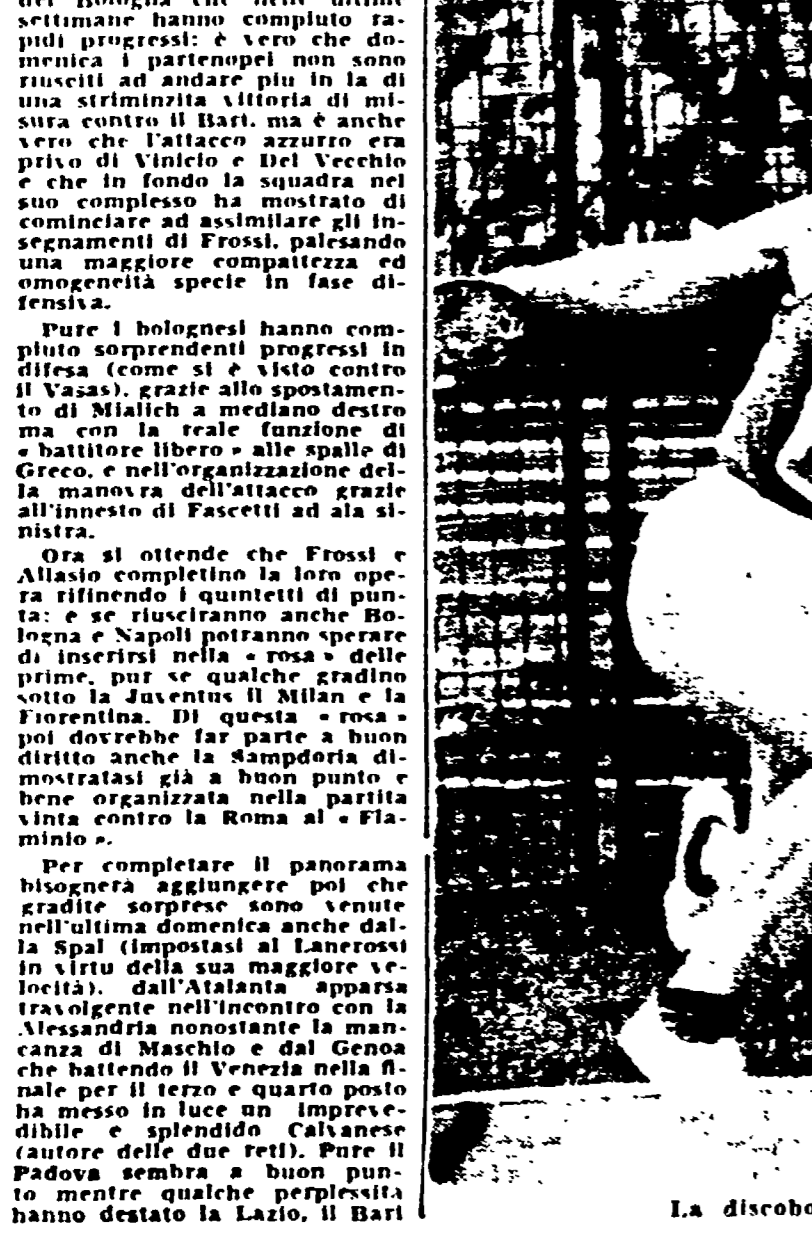 del Bologna che nelle ultime
settimane hanno compiuto ra-
pidi progressi: è vero che do-
menica i partenopei non sono
riusciti ad andare piu in la di
una striminzita vittoria di mi-
sura contro il Bari, ma è anche
vero che l'attacco azzurro era
privo di Vinicio e Del Vecchio
e che in fondo la squadra nel
suo complesso ha mostrato di
cominciare ad assimilare gli in-
segnamenti di Frossi, palesando
una maggiore compattezza ed
omogeneità specie in fase di-
fensiva.
Pure i bolognesi hanno com-
piuto sorprendenti progressi in
difesa (come si è visto contro
il Vasas), grazie allo spostamen-
to di Mialich a mediano destro
ma con la reale funzione di
« battitore libero » alle spalle di
Greco, e nell'organizzazione del-
la manovra dell'attacco grazie
all'innesto di Fascetti ad ala si-
nistra.
Ora si ottende che Frossi e
Allasio completino la loro ope-
ra rifinendo i quintetti di pun-
ta: e se riusciranno anche Bo-
logna e Napoli potranno sperare
di inserirsi nella « rosa » delle
prime, pur se qualche gradino
sotto la Juventus il Milan e la
Fiorentina. Di questa « rosa »
poi dovrebbe far parte a buon
diritto anche la Sampdoria di-
mostratasi già a buon punto e
bene organizzata nella partita
vinta contro la Roma al « Fla-
minio ».
Per completare il panorama
bisognerà aggiungere poi che
gradite sorprese sono venute
nell'ultima domenica anche dal-
la Spal (impostasi al Lanerossi
in virtu della sua maggiore ve-
locità), dall'Atalanta apparsa
travolgente nell'incontro con la
Alessandria nonostante la man-
canza di Maschio e dal Genoa
che battendo il Venezia nella fi-
nale per il terzo e quarto posto
ha messo in luce un impreve-
dibile e splendido Calvanese
(autore delle due reti). Pure il
Padova sembra a buon pun-
to mentre qualche perplessità
hanno destato la Lazio, il Bari
La discobo